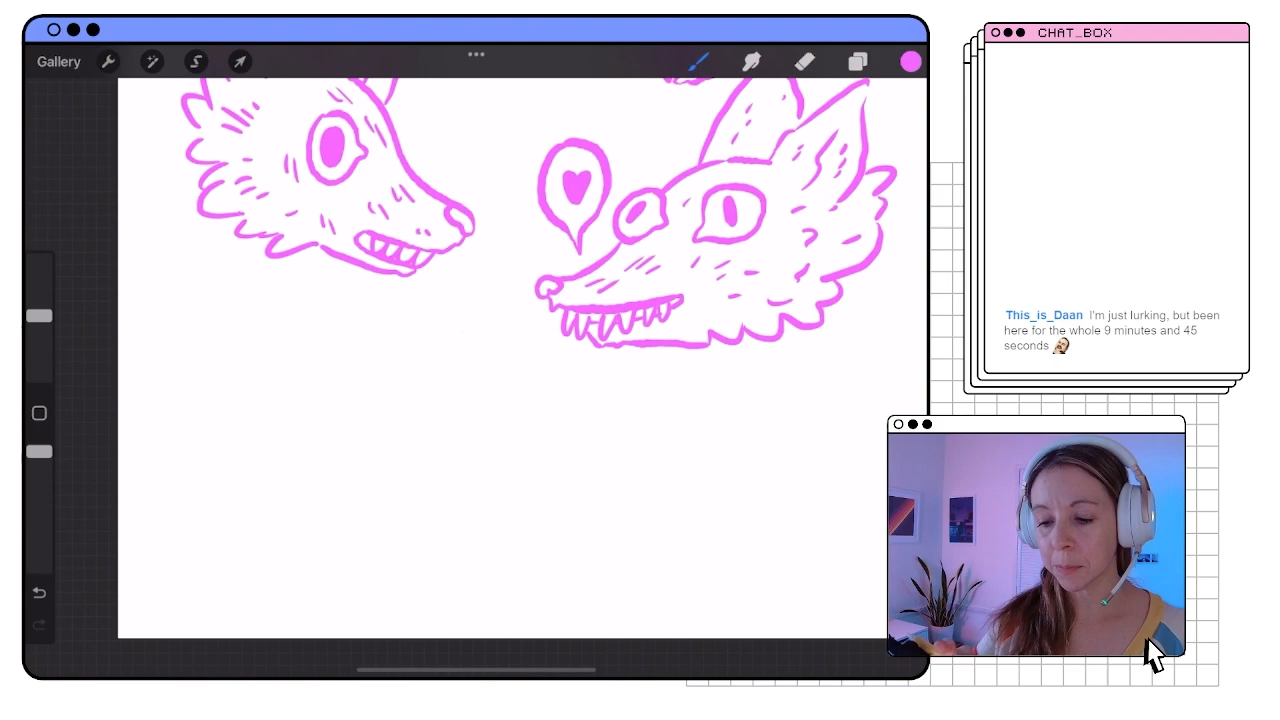 Gallery
CHAT_BOX
This_is_Daan I'm just lurking, but been
here for the whole 9 minutes and 45
seconds